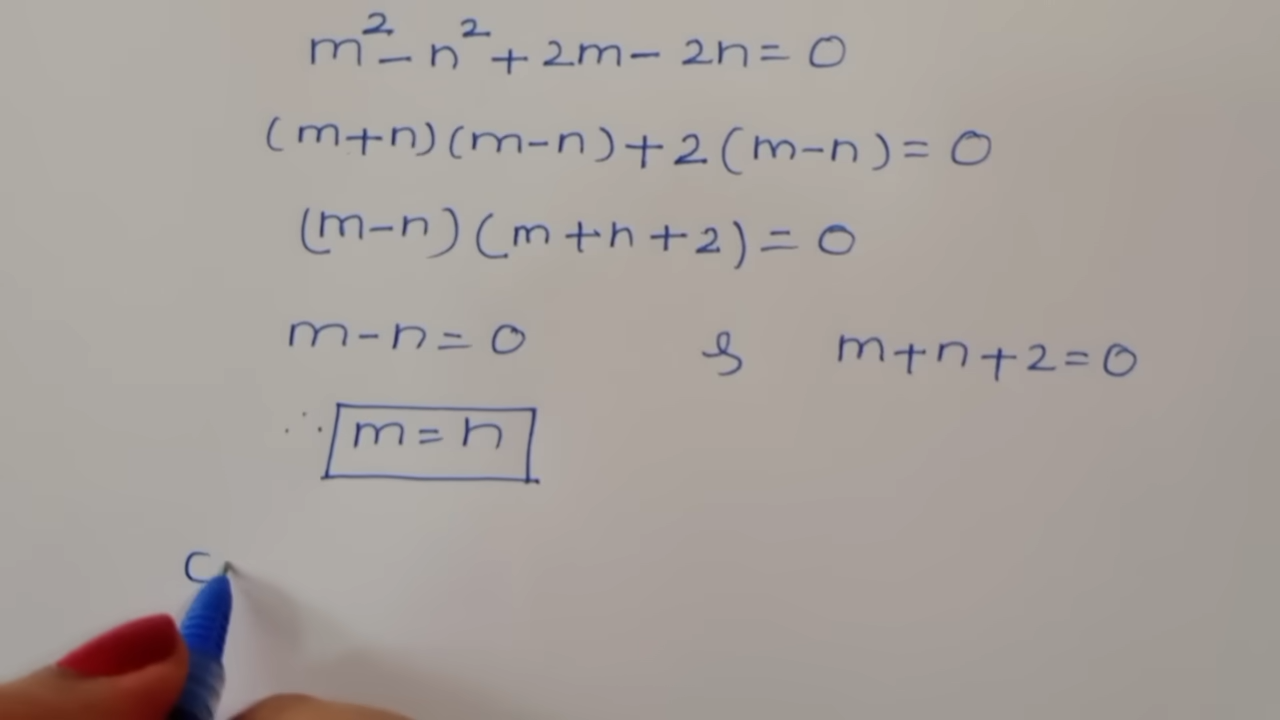 m²-n²+2m-2n=0
(m+n)(m-n)+2(m-n)=0
(m-n)(m+n+2)=0
m-n=0 & m+n+2=0
∴ m=n
C